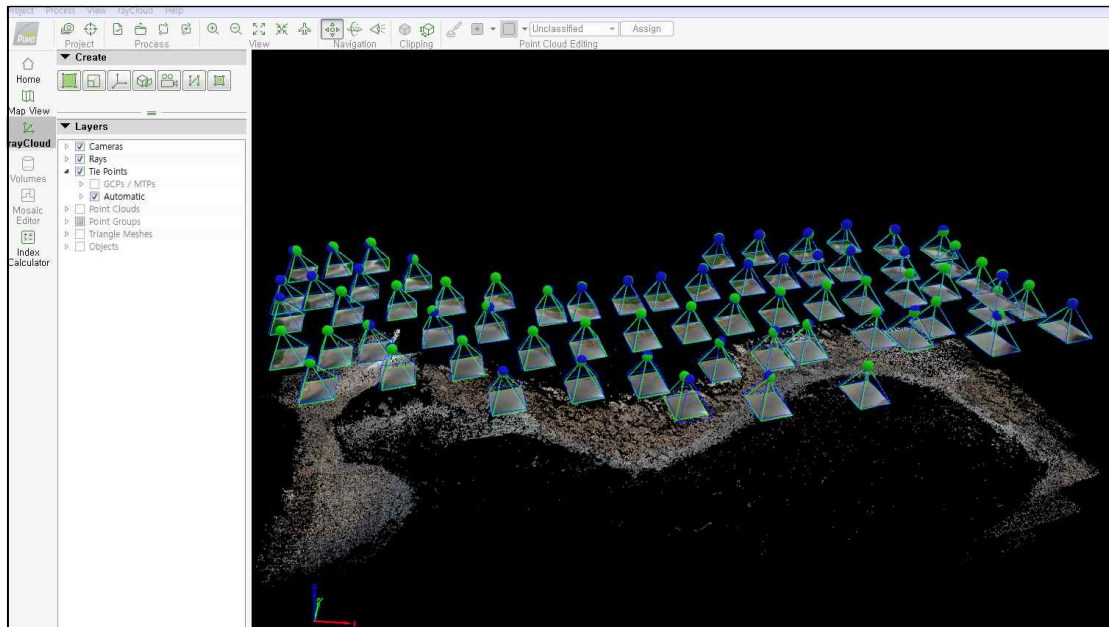 Project Process View rayCloud Help
Unclassified Assign
Project Process View Navigation Clipping Point Cloud Editing
Create
Home
Map View
rayCloud
Volumes
Mosaic
Editor
Index
Calculator
Layers
Cameras
Rays
Tie Points
GCPs / MTPs
Automatic
Point Clouds
Point Groups
Triangle Meshes
Objects